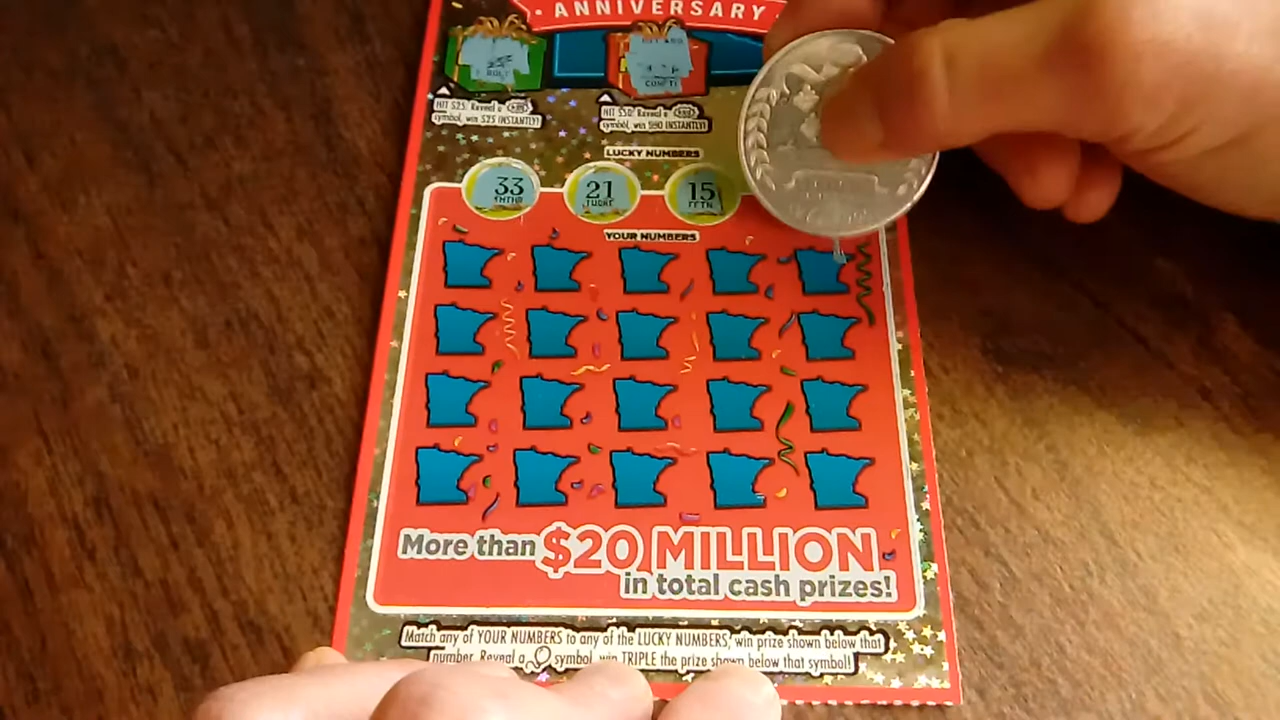 · ANNIVERSARY ·
HIT $25: Reveal a
symbol, win $25 INSTANTLY!
HIT $50: Reveal a
symbol, win $50 INSTANTLY!
LUCKY NUMBERS
33
21
15
YOUR NUMBERS
More than $20 MILLION
in total cash prizes!
Match any of YOUR NUMBERS to any of the LUCKY NUMBERS, win prize shown below that
number. Reveal a symbol, win TRIPLE the prize shown below that symbol!